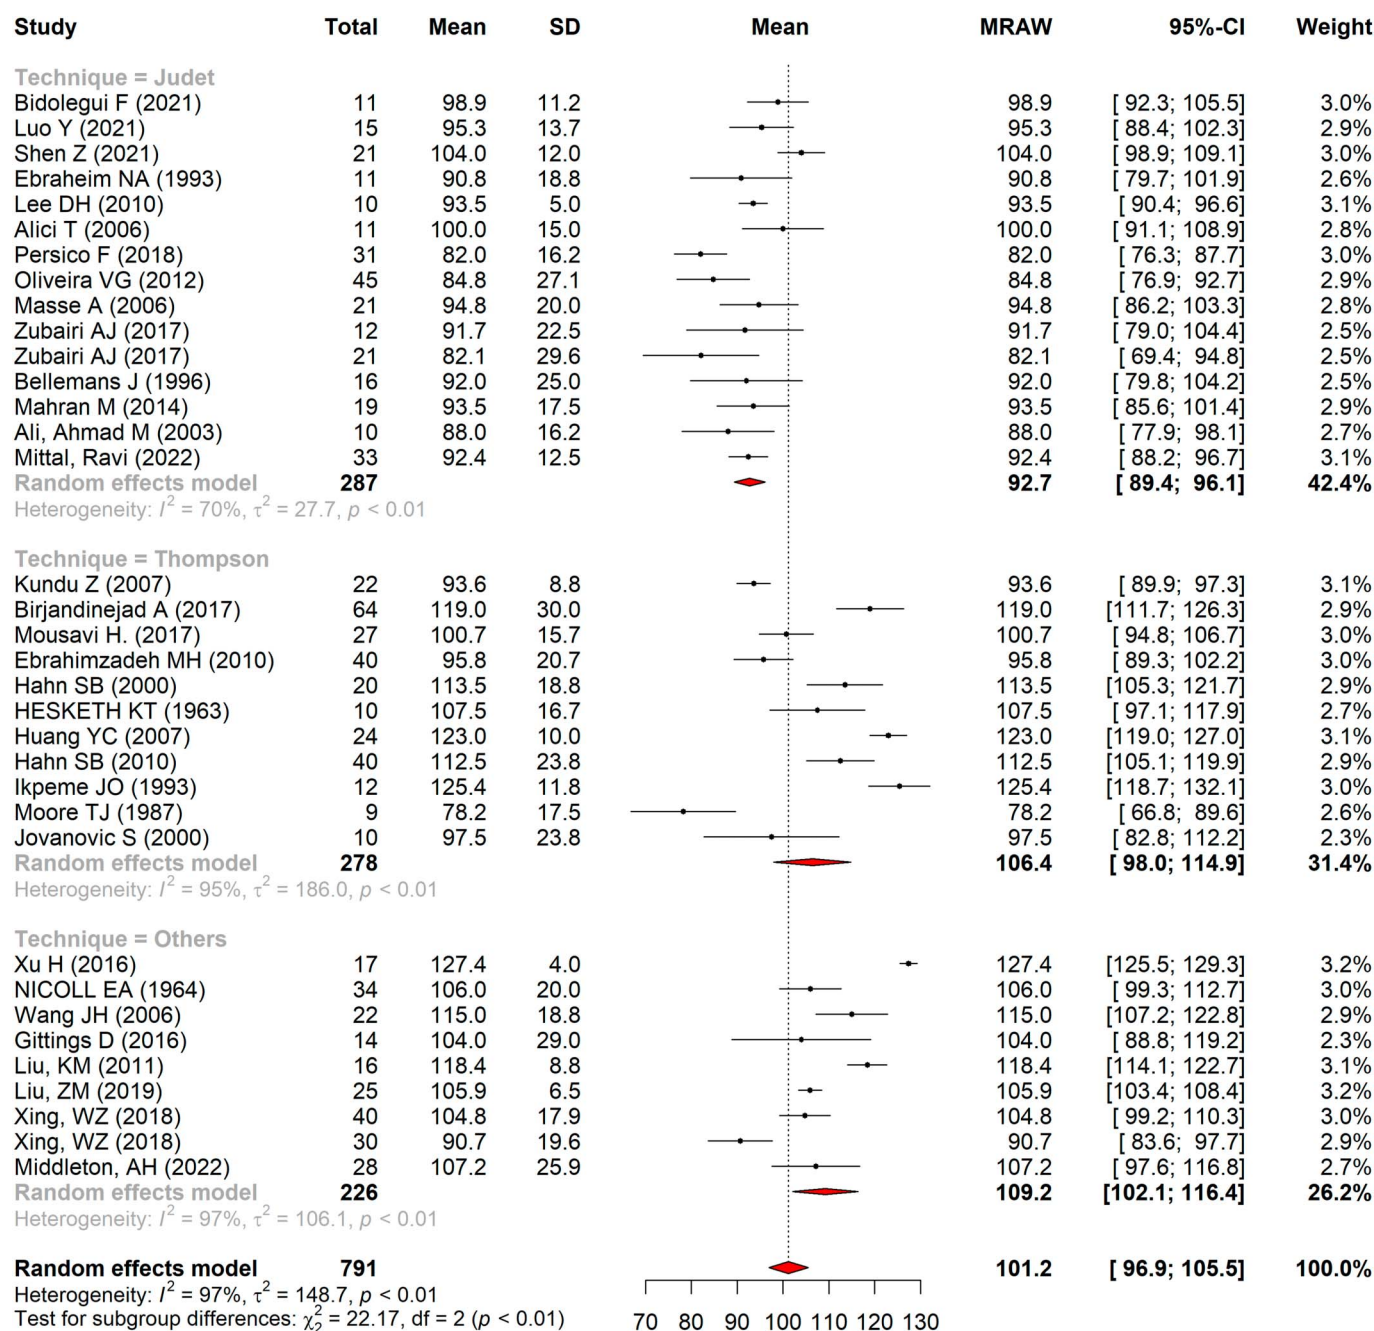 Study Total Mean SD Mean MRAW 95%-CI Weight
Technique = Judet
Bidolegui F (2021) 11 98.9 11.2 98.9 [ 92.3; 105.5] 3.0%
Luo Y (2021) 15 95.3 13.7 95.3 [ 88.4; 102.3] 2.9%
Shen Z (2021) 21 104.0 12.0 104.0 [ 98.9; 109.1] 3.0%
Ebraheim NA (1993) 11 90.8 18.8 90.8 [ 79.7; 101.9] 2.6%
Lee DH (2010) 10 93.5 5.0 93.5 [ 90.4; 96.6] 3.1%
Alici T (2006) 11 100.0 15.0 100.0 [ 91.1; 108.9] 2.8%
Persico F (2018) 31 82.0 16.2 82.0 [ 76.3; 87.7] 3.0%
Oliveira VG (2012) 45 84.8 27.1 84.8 [ 76.9; 92.7] 2.9%
Masse A (2006) 21 94.8 20.0 94.8 [ 86.2; 103.3] 2.8%
Zubairi AJ (2017) 12 91.7 22.5 91.7 [ 79.0; 104.4] 2.5%
Zubairi AJ (2017) 21 82.1 29.6 82.1 [ 69.4; 94.8] 2.5%
Bellemans J (1996) 16 92.0 25.0 92.0 [ 79.8; 104.2] 2.5%
Mahran M (2014) 19 93.5 17.5 93.5 [ 85.6; 101.4] 2.9%
Ali, Ahmad M (2003) 10 88.0 16.2 88.0 [ 77.9; 98.1] 2.7%
Mittal, Ravi (2022) 33 92.4 12.5 92.4 [ 88.2; 96.7] 3.1%
Random effects model 287 92.7 [ 89.4; 96.1] 42.4%
Heterogeneity: I² = 70%, τ² = 27.7, p < 0.01
Technique = Thompson
Kundu Z (2007) 22 93.6 8.8 93.6 [ 89.9; 97.3] 3.1%
Birjandinejad A (2017) 64 119.0 30.0 119.0 [111.7; 126.3] 2.9%
Mousavi H. (2017) 27 100.7 15.7 100.7 [ 94.8; 106.7] 3.0%
Ebrahimzadeh MH (2010) 40 95.8 20.7 95.8 [ 89.3; 102.2] 3.0%
Hahn SB (2000) 20 113.5 18.8 113.5 [105.3; 121.7] 2.9%
HESKETH KT (1963) 10 107.5 16.7 107.5 [ 97.1; 117.9] 2.7%
Huang YC (2007) 24 123.0 10.0 123.0 [119.0; 127.0] 3.1%
Hahn SB (2010) 40 112.5 23.8 112.5 [105.1; 119.9] 2.9%
Ikpeme JO (1993) 12 125.4 11.8 125.4 [118.7; 132.1] 3.0%
Moore TJ (1987) 9 78.2 17.5 78.2 [ 66.8; 89.6] 2.6%
Jovanovic S (2000) 10 97.5 23.8 97.5 [ 82.8; 112.2] 2.3%
Random effects model 278 106.4 [ 98.0; 114.9] 31.4%
Heterogeneity: I² = 95%, τ² = 186.0, p < 0.01
Technique = Others
Xu H (2016) 17 127.4 4.0 127.4 [125.5; 129.3] 3.2%
NICOLL EA (1964) 34 106.0 20.0 106.0 [ 99.3; 112.7] 3.0%
Wang JH (2006) 22 115.0 18.8 115.0 [107.2; 122.8] 2.9%
Gittings D (2016) 14 104.0 29.0 104.0 [ 88.8; 119.2] 2.3%
Liu, KM (2011) 16 118.4 8.8 118.4 [114.1; 122.7] 3.1%
Liu, ZM (2019) 25 105.9 6.5 105.9 [103.4; 108.4] 3.2%
Xing, WZ (2018) 40 104.8 17.9 104.8 [ 99.2; 110.3] 3.0%
Xing, WZ (2018) 30 90.7 19.6 90.7 [ 83.6; 97.7] 2.9%
Middleton, AH (2022) 28 107.2 25.9 107.2 [ 97.6; 116.8] 2.7%
Random effects model 226 109.2 [102.1; 116.4] 26.2%
Heterogeneity: I² = 97%, τ² = 106.1, p < 0.01
Random effects model 791 101.2 [ 96.9; 105.5] 100.0%
Heterogeneity: I² = 97%, τ² = 148.7, p < 0.01
Test for subgroup differences: χ²₂ = 22.17, df = 2 (p < 0.01)
70 80 90 100 110 120 130